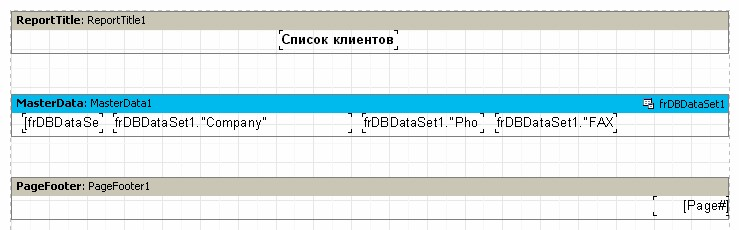 ReportTitle: ReportTitle1
Список клиентов
MasterData: MasterData1 frDBDataSet1
[frDBDataSe frDBDataSet1."Company" frDBDataSet1."Pho frDBDataSet1."FAX
PageFooter: PageFooter1
[Page#]